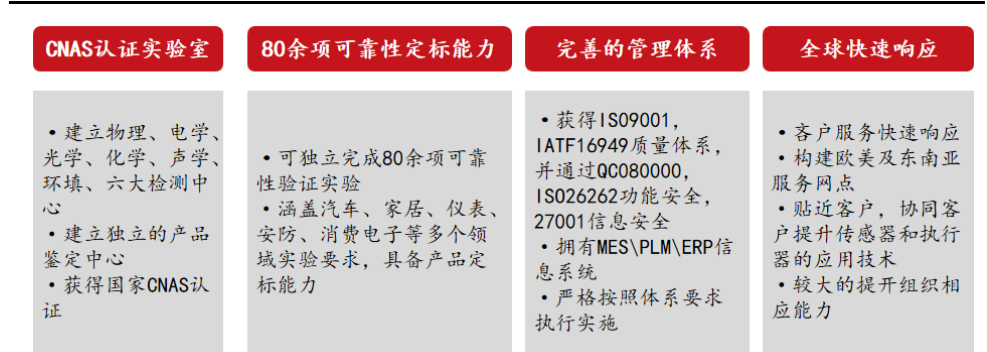 CNAS认证实验室
·建立物理、电学、
光学、化学、声学、
环填、六大检测中
心
·建立独立的产品
鉴定中心
·获得国家CNAS认
证
80余项可靠性定标能力
·可独立完成80余项可靠
性验证实验
·涵盖汽车、家居、仪表、
安防、消费电子等多个领
域实验要求，具备产品定
标能力
完善的管理体系
·获得ISO9001，
IATF16949质量体系，
并通过QC080000，
ISO26262功能安全，
27001信息安全
·拥有MES\PLM\ERP信
息系统
·严格按照体系要求
执行实施
全球快速响应
·客户服务快速响应
·构建欧美及东南亚
服务网点
·贴近客户，协同客
户提升传感器和执行
器的应用技术
·较大的提开组织相
应能力